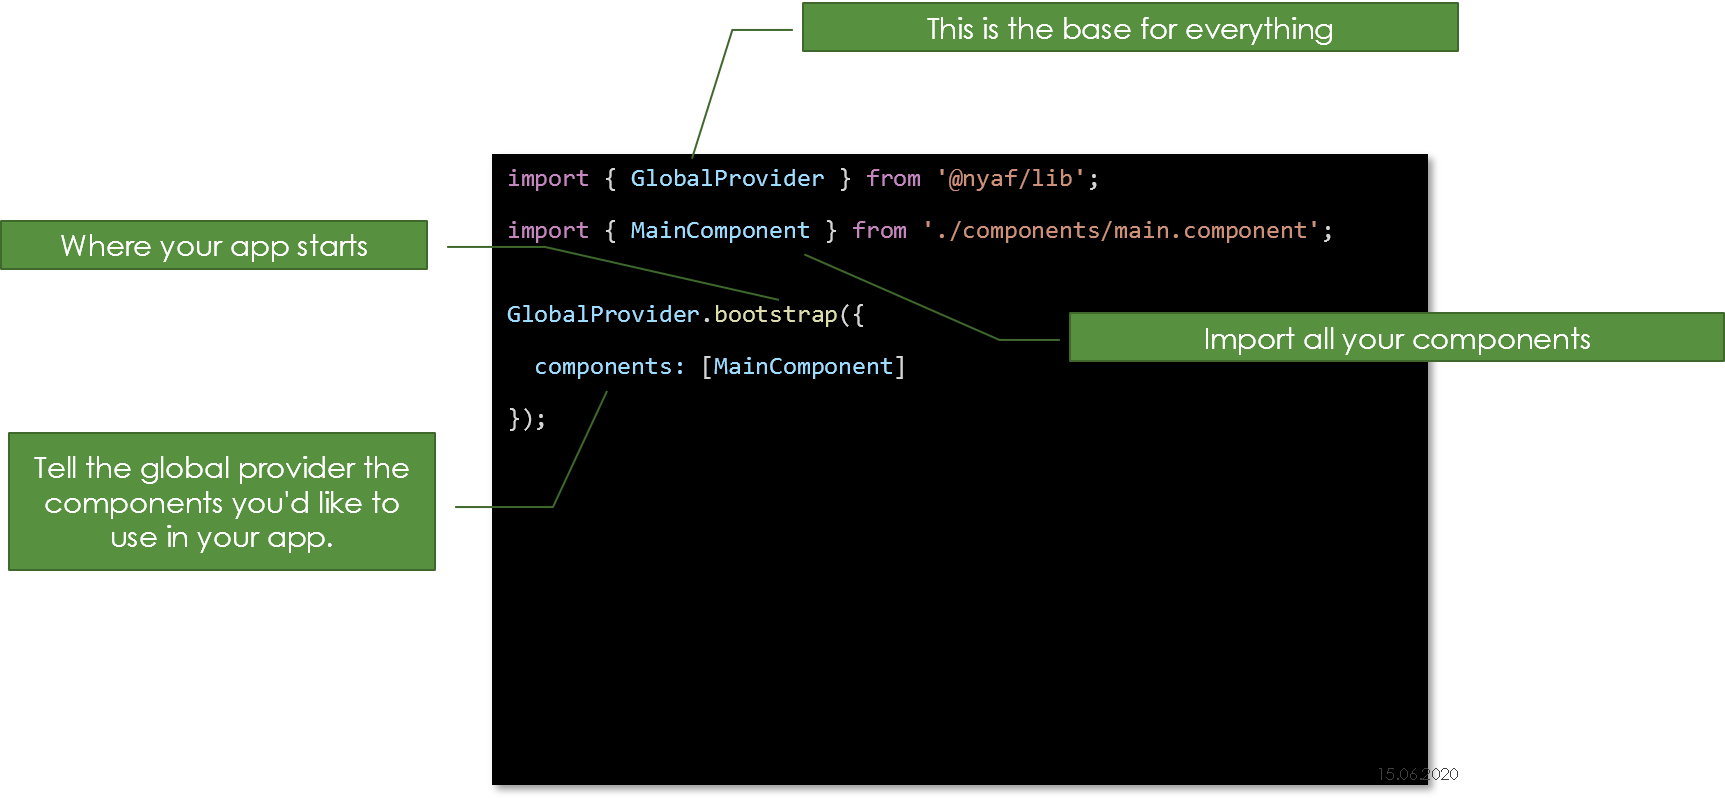 This is the base for everything
import { GlobalProvider } from '@nyaf/lib';
import { MainComponent } from './components/main.component';
Where your app starts
GlobalProvider.bootstrap({
Import all your components
components: [MainComponent]
});
Tell the global provider the
components you'd like to
use in your app.
15.06.2020